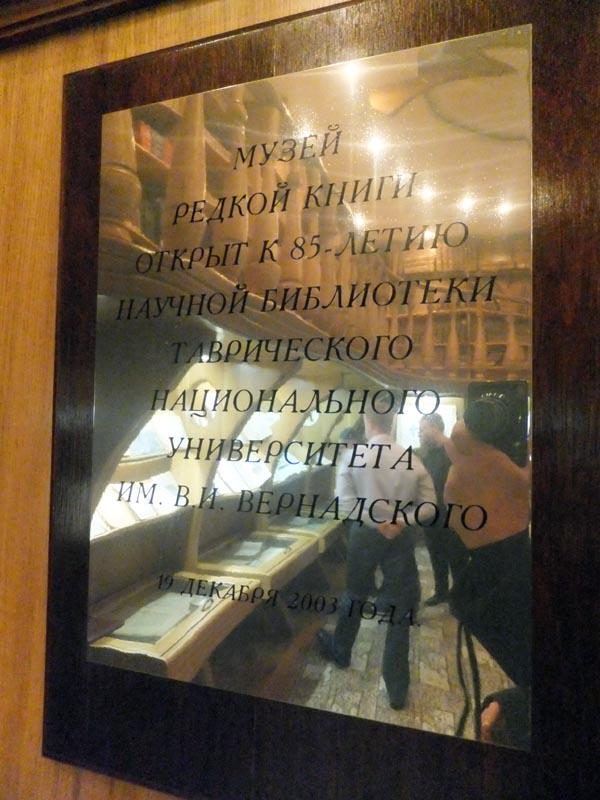 МУЗЕЙ
РЕДКОЙ КНИГИ
ОТКРЫТ К 85-ЛЕТИЮ
НАУЧНОЙ БИБЛИОТЕКИ
ТАВРИЧЕСКОГО
НАЦИОНАЛЬНОГО
УНИВЕРСИТЕТА
ИМ. В.И. ВЕРНАДСКОГО
19 ДЕКАБРЯ 2003 ГОДА.